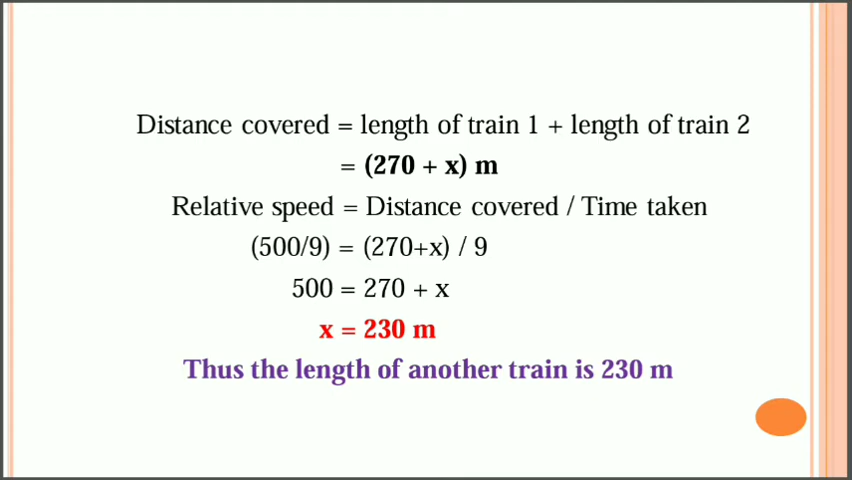 Distance covered = length of train 1 + length of train 2
= (270 + x) m
Relative speed = Distance covered / Time taken
(500/9) = (270+x) / 9
500 = 270 + x
x = 230 m
Thus the length of another train is 230 m